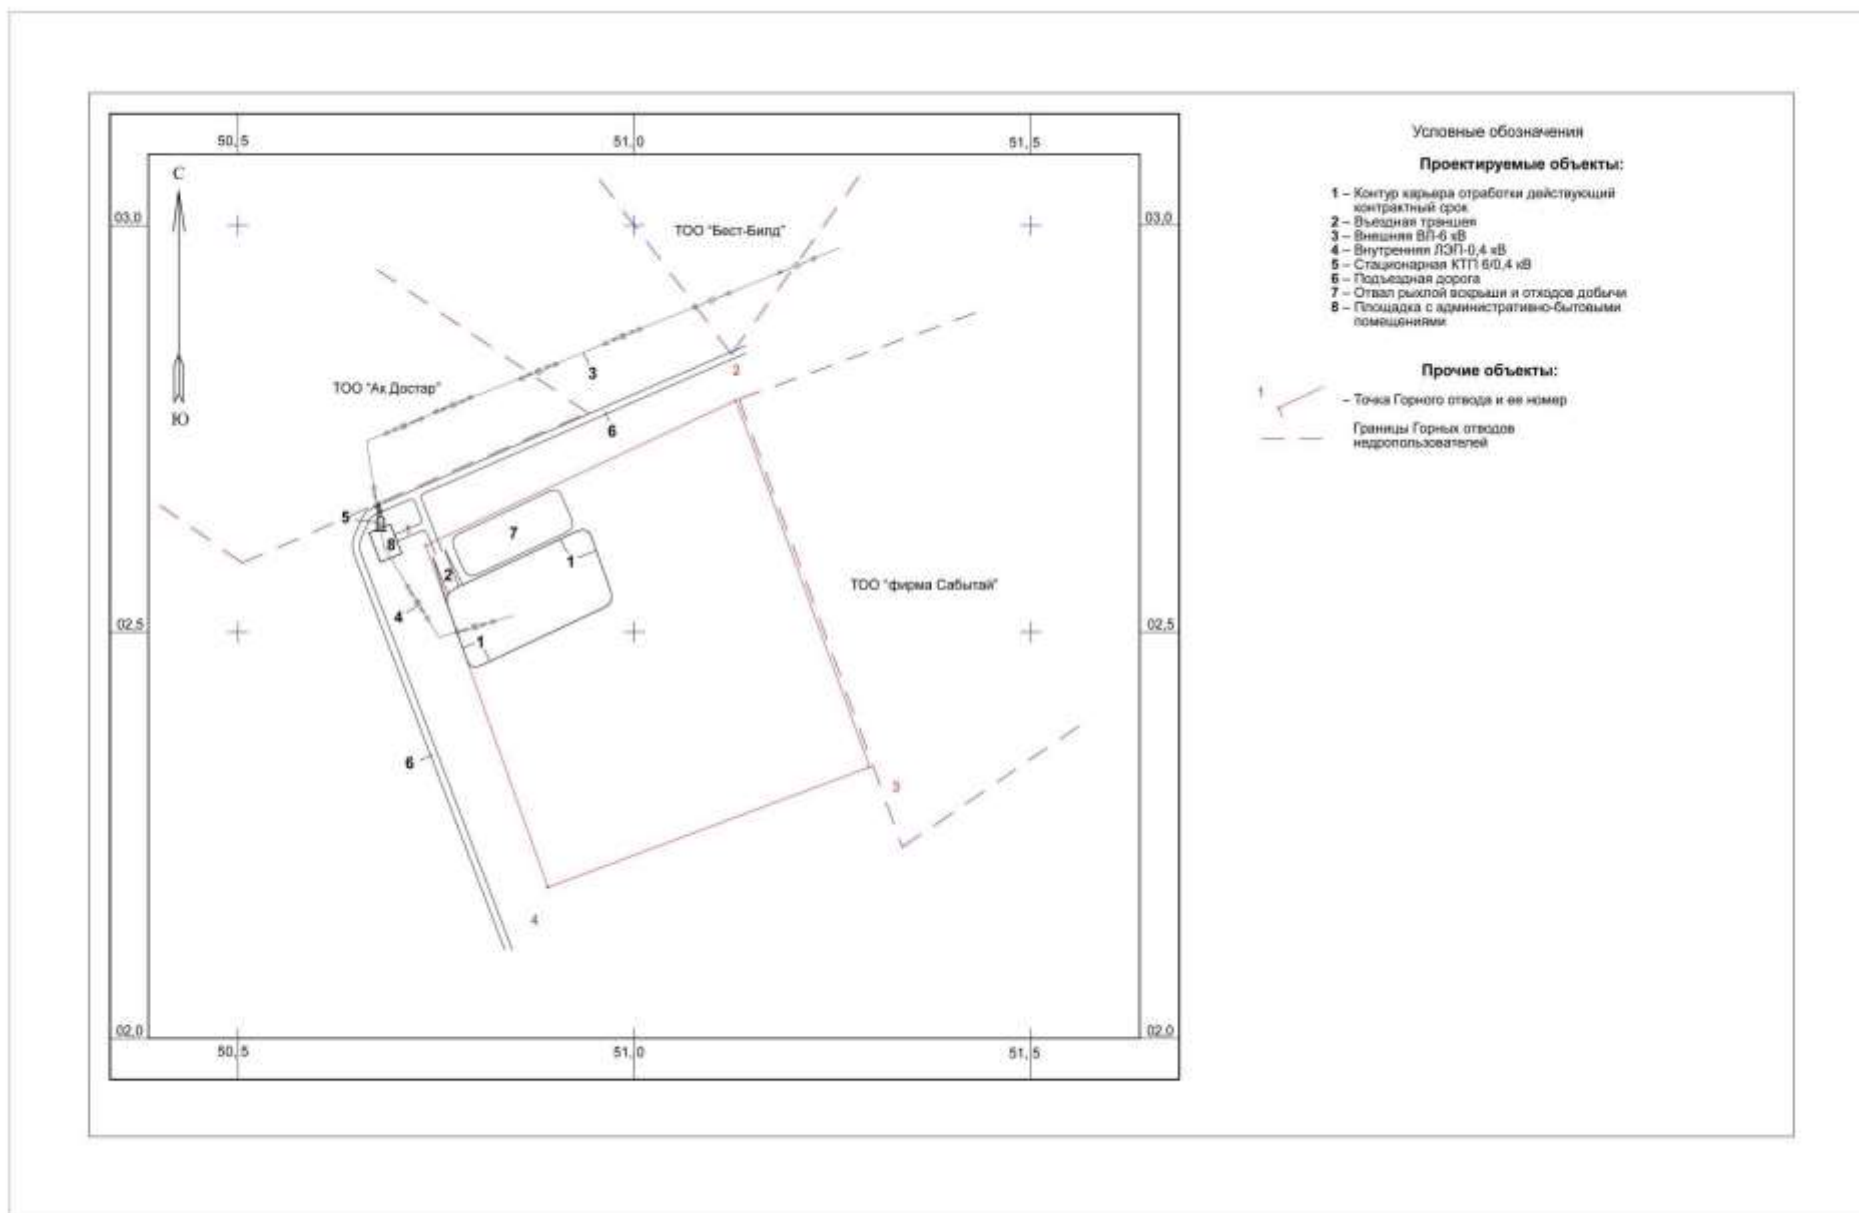 50,5
51,0
51,5
С
03,0
03,0
ТОО "Бест-Билд"
3
2
ТОО "Ак Достар"
Ю
6
5
1
7
8
1
2
ТОО "фирма Сабытай"
4
02,5
02,5
1
6
3
4
02,0
02,0
50,5
51,0
51,5
Условные обозначения
Проектируемые объекты:
1 – Контур карьера отработки действующий
контрактный срок
2 – Въездная траншея
3 – Внешняя ВЛ-6 кВ
4 – Внутренняя ЛЭП-0,4 кВ
5 – Стационарная КТП 6/0,4 кВ
6 – Подъездная дорога
7 – Отвал рыхлой вскрыши и отходов добычи
8 – Площадка с административно-бытовыми
помещениями
Прочие объекты:
1
– Точка Горного отвода и ее номер
Границы Горных отводов
недропользователей